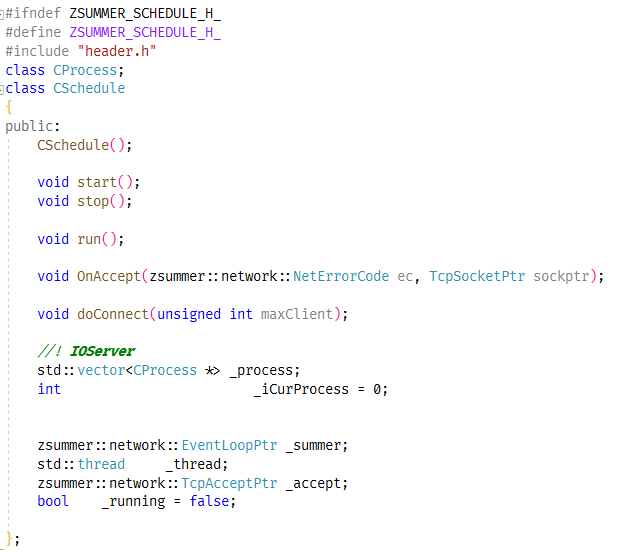 #ifndef ZSUMMER_SCHEDULE_H_
#define ZSUMMER_SCHEDULE_H_
#include "header.h"
class CProcess;
class CSchedule
{
public:
    CSchedule();
    void start();
    void stop();
    void run();
    void OnAccept(zsummer::network::NetErrorCode ec, TcpSocketPtr sockptr);
    void doConnect(unsigned int maxClient);
    //! IOServer
    std::vector<CProcess *> _process;
    int                        _iCurProcess = 0;
    zsummer::network::EventLoopPtr _summer;
    std::thread     _thread;
    zsummer::network::TcpAcceptPtr _accept;
    bool    _running = false;
};